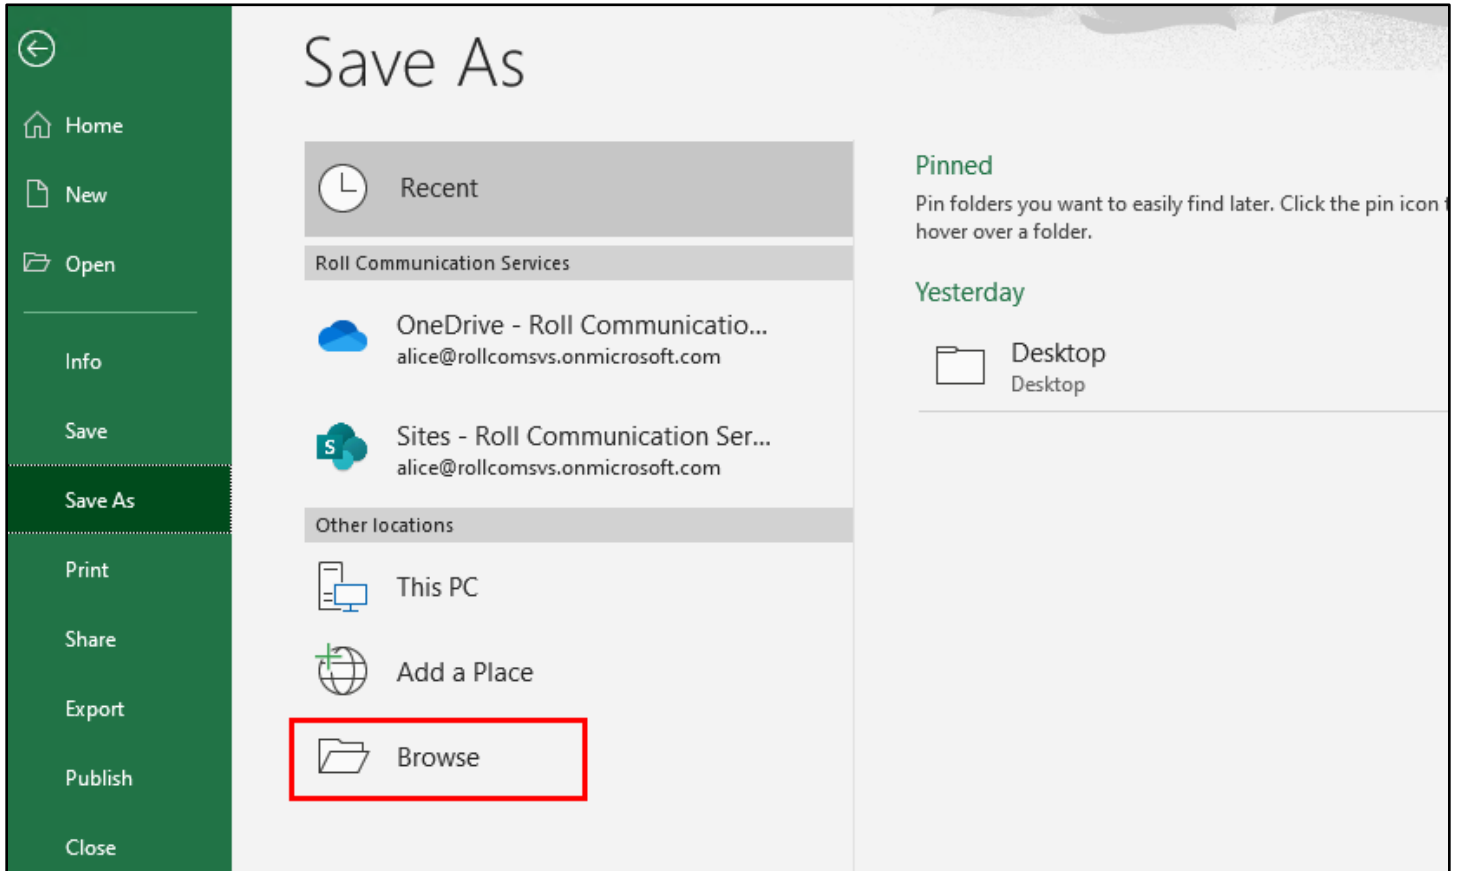 Save As
Home
New
Open
Info
Save
Save As
Print
Share
Export
Publish
Close
Recent
Roll Communication Services
OneDrive - Roll Communicatio...
alice@rollcomsvs.onmicrosoft.com
S
Sites - Roll Communication Ser...
alice@rollcomsvs.onmicrosoft.com
Other locations
This PC
Add a Place
Browse
Pinned
Pin folders you want to easily find later. Click the pin icon
hover over a folder.
Yesterday
Desktop
Desktop